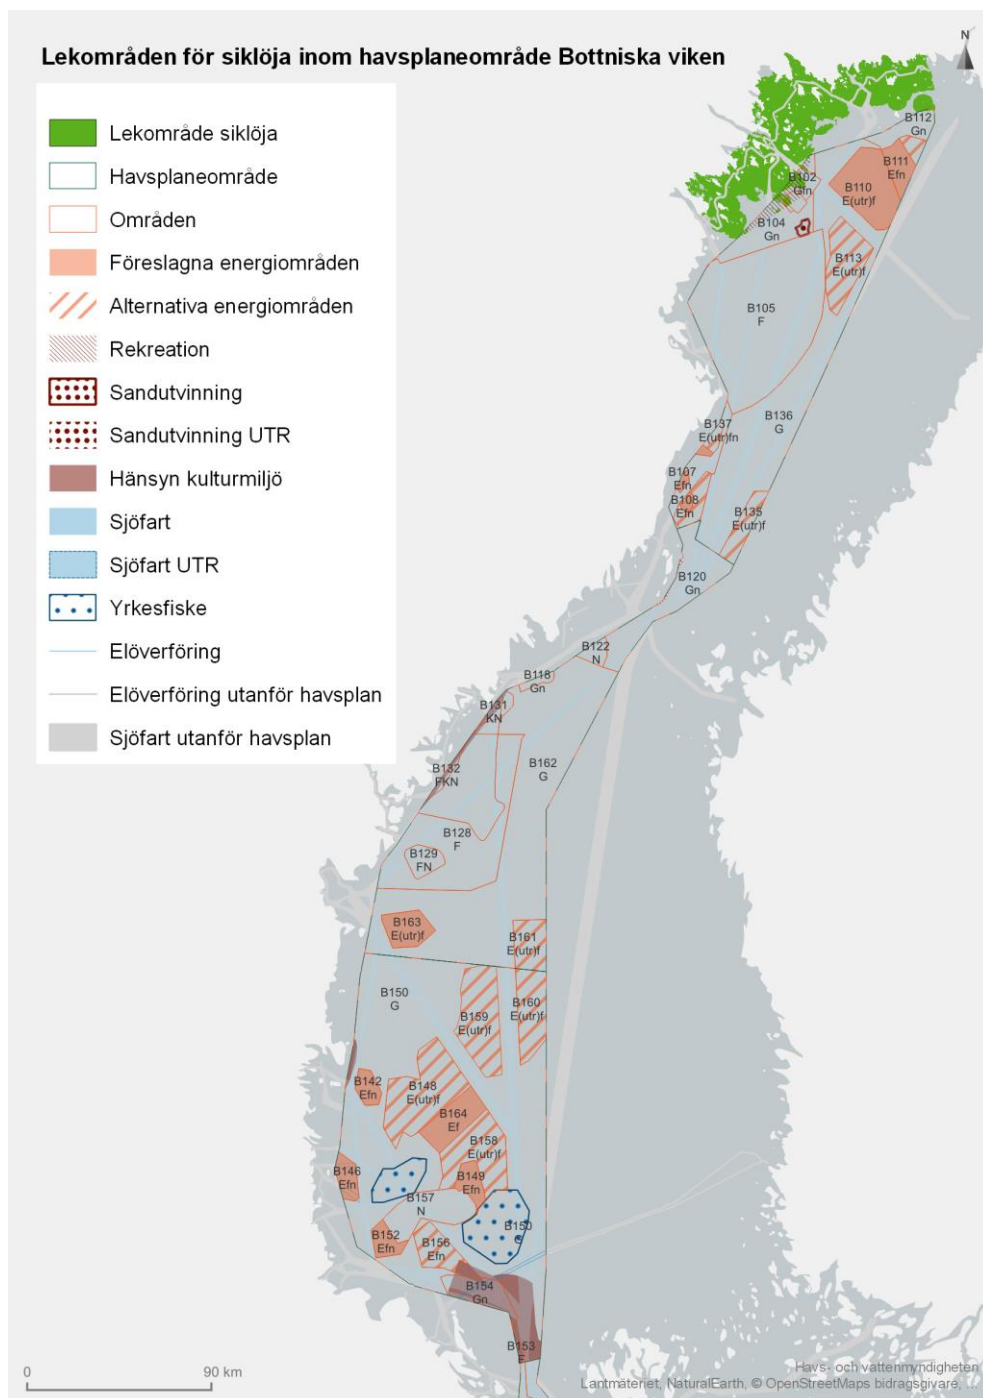 Lekområden för siklöja inom havsplaneområde Bottniska viken
N
Lekområde siklöja
Havsplaneområde
Områden
Föreslagna energiområden
Alternativa energiområden
Rekreation
Sandutvinning
Sandutvinning UTR
Hänsyn kulturmiljö
Sjöfart
Sjöfart UTR
Yrkesfiske
Elöverföring
Elöverföring utanför havsplan
Sjöfart utanför havsplan
B112
Gn
B111
Efn
B102
Gfn
B110
E(utr)f
B104
Gn
B113
E(utr)f
B105
F
B136
G
B137
E(utr)fn
B107
Efn
B108
Efn
B135
E(utr)f
B120
Gn
B122
N
B118
Gn
B131
KN
B162
G
B132
FKN
B128
F
B129
FN
B163
E(utr)f
B161
E(utr)f
B150
G
B159
E(utr)f
B160
E(utr)f
B142
Efn
B148
E(utr)f
B164
Ef
B158
E(utr)f
B146
Efn
B149
Efn
B157
N
B150
G
B152
Efn
B156
Efn
B154
Gn
B153
F
0 90 km
Havs- och vattenmyndigheten
Lantmäteriet, NaturalEarth, © OpenStreetMaps bidragsgivare, ...